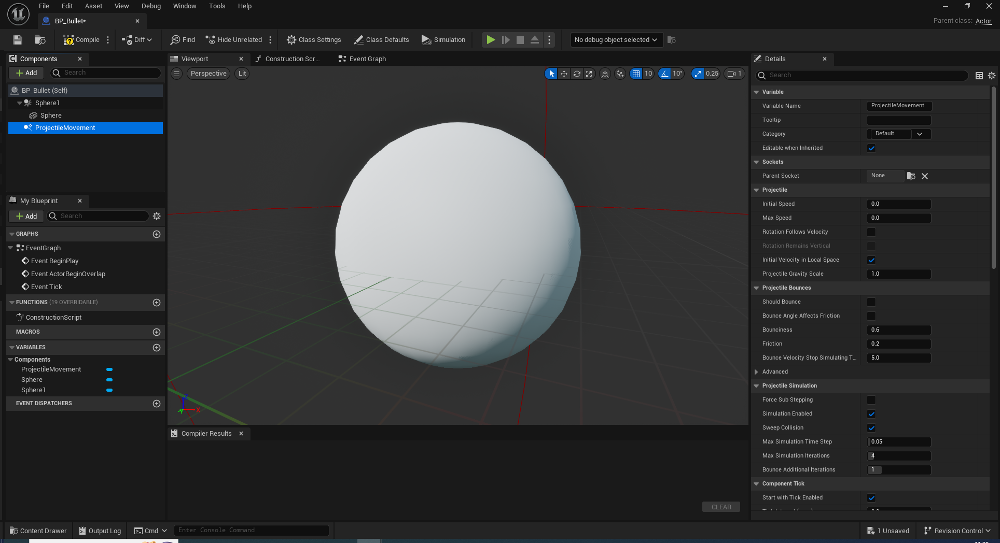 File Edit Asset View Debug Window Tools Help
BP_Bullet*
Parent class: Actor
Compile Diff Find Hide Unrelated Class Settings Class Defaults Simulation No debug object selected
Components
Add Search
BP_Bullet (Self)
Sphere1
Sphere
ProjectileMovement
My Blueprint
Add Search
GRAPHS
EventGraph
Event BeginPlay
Event ActorBeginOverlap
Event Tick
FUNCTIONS (19 OVERRIDABLE)
ConstructionScript
MACROS
VARIABLES
Components
ProjectileMovement
Sphere
Sphere1
EVENT DISPATCHERS
Viewport Construction Scr... Event Graph
Perspective Lit 10 10° 0.25 1
Z
X
Y
Compiler Results
CLEAR
Details
Search
Variable
Variable Name ProjectileMovement
Tooltip
Category Default
Editable when Inherited
Sockets
Parent Socket None
Projectile
Initial Speed 0.0
Max Speed 0.0
Rotation Follows Velocity
Rotation Remains Vertical
Initial Velocity in Local Space
Projectile Gravity Scale 1.0
Projectile Bounces
Should Bounce
Bounce Angle Affects Friction
Bounciness 0.6
Friction 0.2
Bounce Velocity Stop Simulating T... 5.0
Advanced
Projectile Simulation
Force Sub Stepping
Simulation Enabled
Sweep Collision
Max Simulation Time Step 0.05
Max Simulation Iterations 4
Bounce Additional Iterations 1
Component Tick
Start with Tick Enabled
Content Drawer Output Log Cmd Enter Console Command 1 Unsaved Revision Control